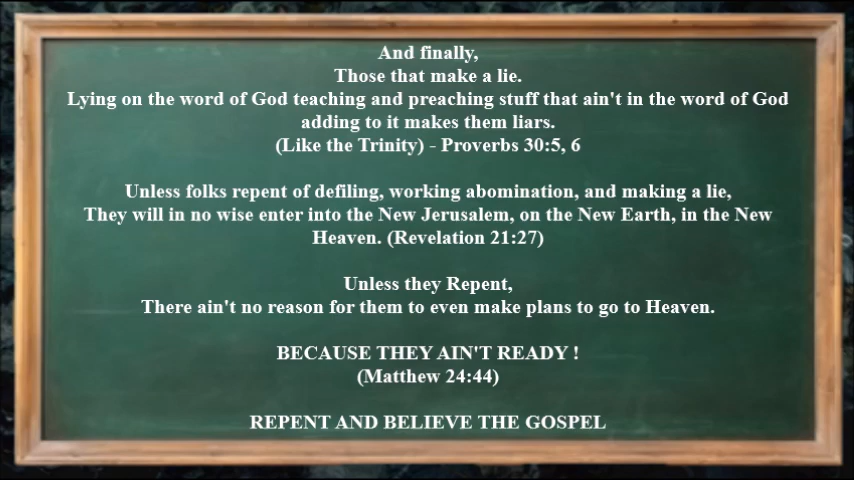 And finally,
Those that make a lie.
Lying on the word of God teaching and preaching stuff that ain't in the word of God
adding to it makes them liars.
(Like the Trinity) - Proverbs 30:5, 6
Unless folks repent of defiling, working abomination, and making a lie,
They will in no wise enter into the New Jerusalem, on the New Earth, in the New
Heaven. (Revelation 21:27)
Unless they Repent,
There ain't no reason for them to even make plans to go to Heaven.
BECAUSE THEY AIN'T READY !
(Matthew 24:44)
REPENT AND BELIEVE THE GOSPEL